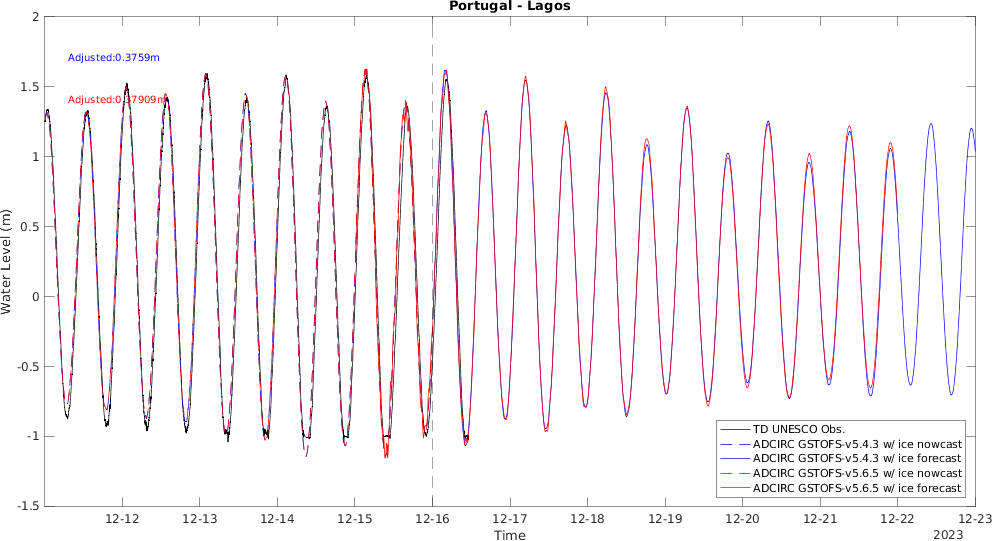 Portugal - Lagos
Adjusted:0.3759m
Adjusted:0.37909m
Water Level (m)
2
1.5
1
0.5
0
-0.5
-1
-1.5
12-12
12-13
12-14
12-15
12-16
12-17
12-18
12-19
12-20
12-21
12-22
12-23
Time
2023
TD UNESCO Obs.
ADCIRC GSTOFS-v5.4.3 w/ ice nowcast
ADCIRC GSTOFS-v5.4.3 w/ ice forecast
ADCIRC GSTOFS-v5.6.5 w/ ice nowcast
ADCIRC GSTOFS-v5.6.5 w/ ice forecast